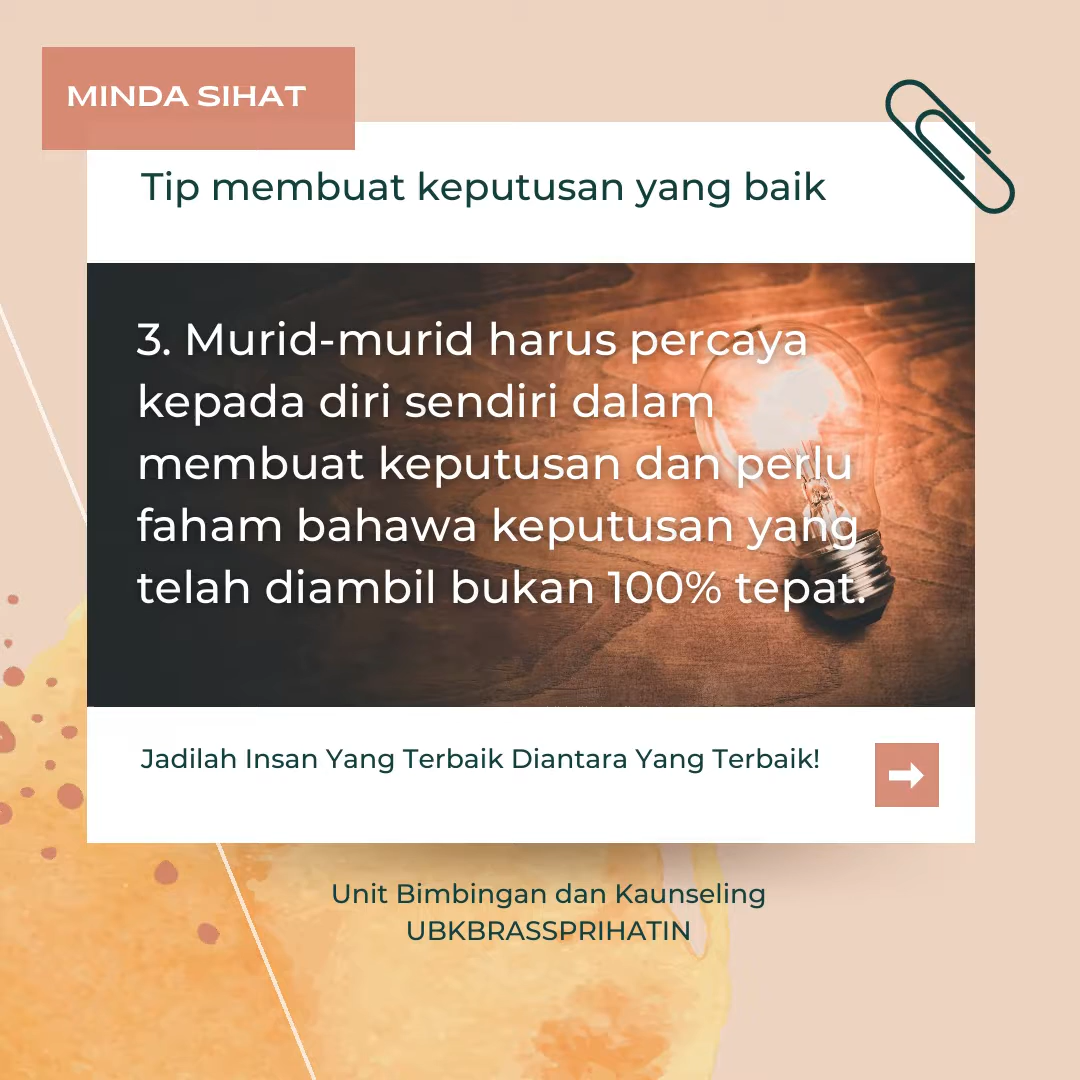 MINDA SIHAT
Tip membuat keputusan yang baik
3. Murid-murid harus percaya
kepada diri sendiri dalam
membuat keputusan dan perlu
faham bahawa keputusan yang
telah diambil bukan 100% tepat.
Jadilah Insan Yang Terbaik Diantara Yang Terbaik!
Unit Bimbingan dan Kaunseling
UBKBRASSPRIHATIN